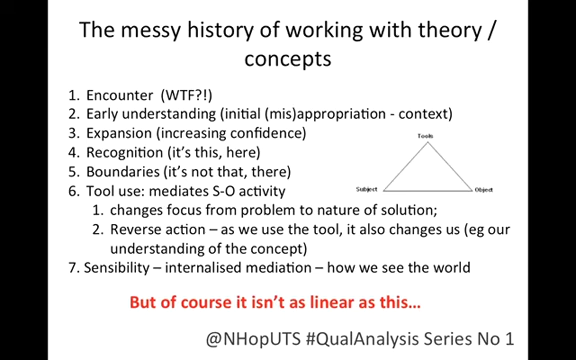 The messy history of working with theory /
concepts
1. Encounter (WTF?!)
2. Early understanding (initial (mis)appropriation - context)
3. Expansion (increasing confidence)
4. Recognition (it's this, here)
5. Boundaries (it's not that, there)
6. Tool use: mediates S-O activity
1. changes focus from problem to nature of solution;
2. Reverse action – as we use the tool, it also changes us (eg our
understanding of the concept)
7. Sensibility – internalised mediation – how we see the world
Tools
Subject
Object
But of course it isn't as linear as this...
@NHopUTS #QualAnalysis Series No 1